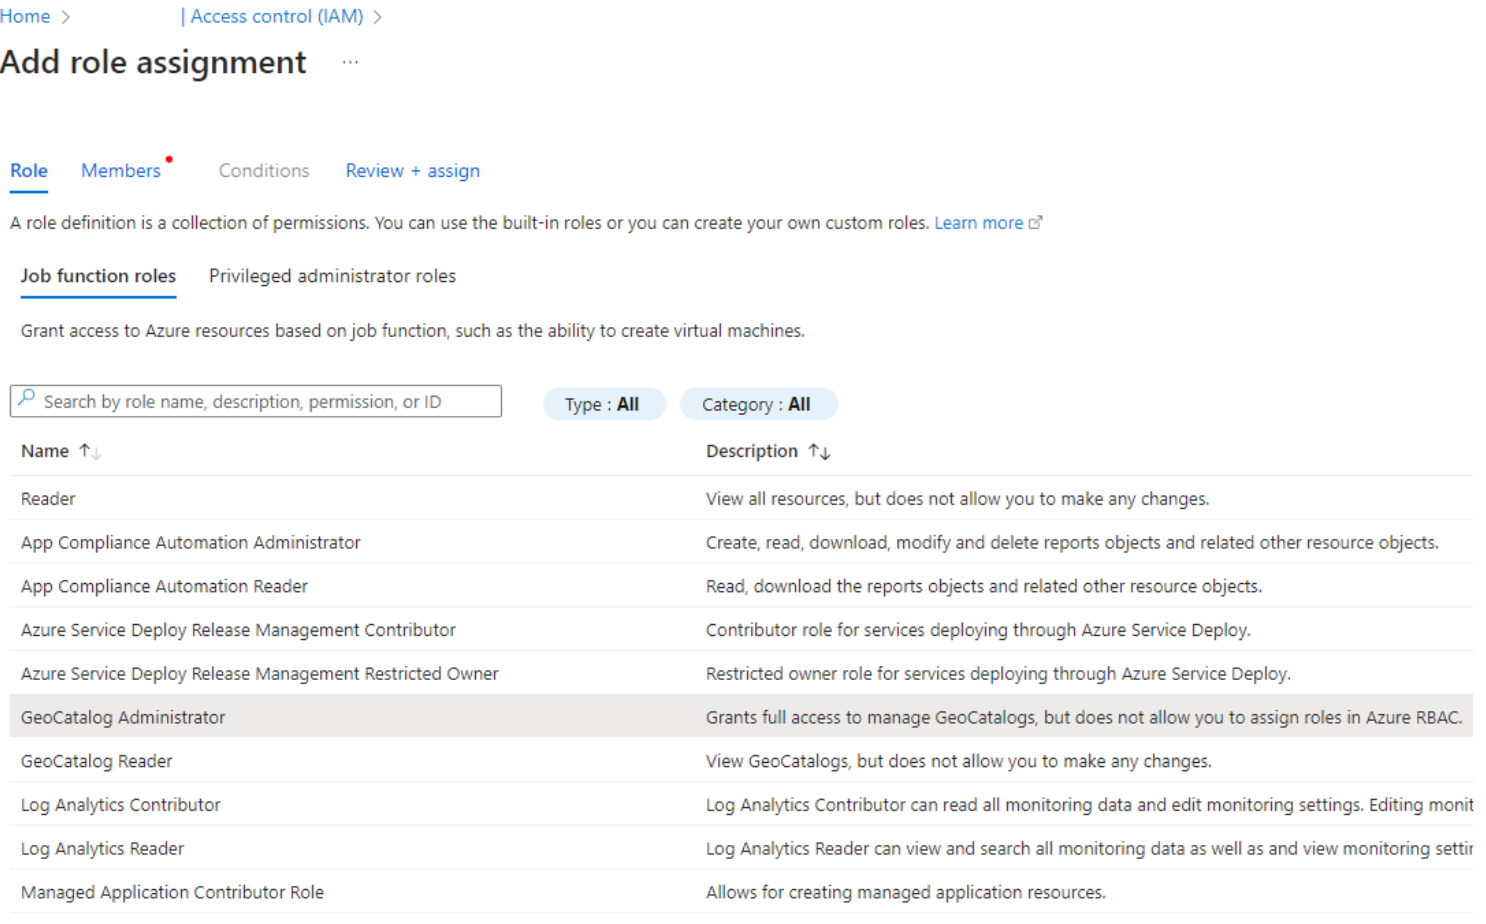 Home > | Access control (IAM) >
Add role assignment ...
Role Members Conditions Review + assign
A role definition is a collection of permissions. You can use the built-in roles or you can create your own custom roles. Learn more
Job function roles Privileged administrator roles
Grant access to Azure resources based on job function, such as the ability to create virtual machines.
Search by role name, description, permission, or ID Type : All Category : All
Name ↑↓ Description ↑↓
Reader View all resources, but does not allow you to make any changes.
App Compliance Automation Administrator Create, read, download, modify and delete reports objects and related other resource objects.
App Compliance Automation Reader Read, download the reports objects and related other resource objects.
Azure Service Deploy Release Management Contributor Contributor role for services deploying through Azure Service Deploy.
Azure Service Deploy Release Management Restricted Owner Restricted owner role for services deploying through Azure Service Deploy.
GeoCatalog Administrator Grants full access to manage GeoCatalogs, but does not allow you to assign roles in Azure RBAC.
GeoCatalog Reader View GeoCatalogs, but does not allow you to make any changes.
Log Analytics Contributor Log Analytics Contributor can read all monitoring data and edit monitoring settings. Editing monit
Log Analytics Reader Log Analytics Reader can view and search all monitoring data as well as and view monitoring settin
Managed Application Contributor Role Allows for creating managed application resources.